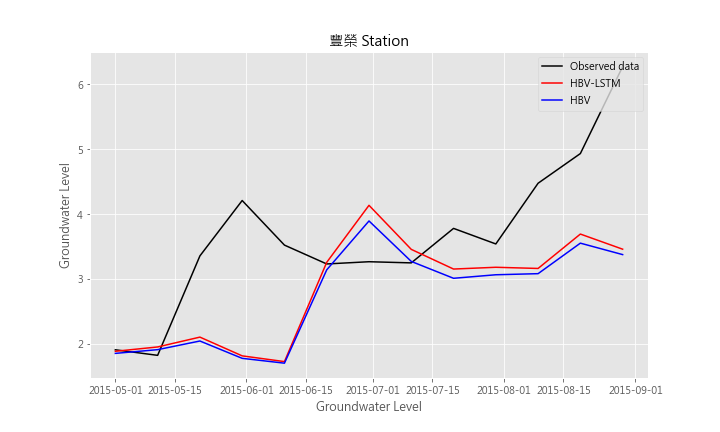 豐榮 Station
Observed data
HBV-LSTM
HBV
6
5
4
3
2
Groundwater Level
2015-05-01 2015-05-15 2015-06-01 2015-06-15 2015-07-01 2015-07-15 2015-08-01 2015-08-15 2015-09-01
Groundwater Level